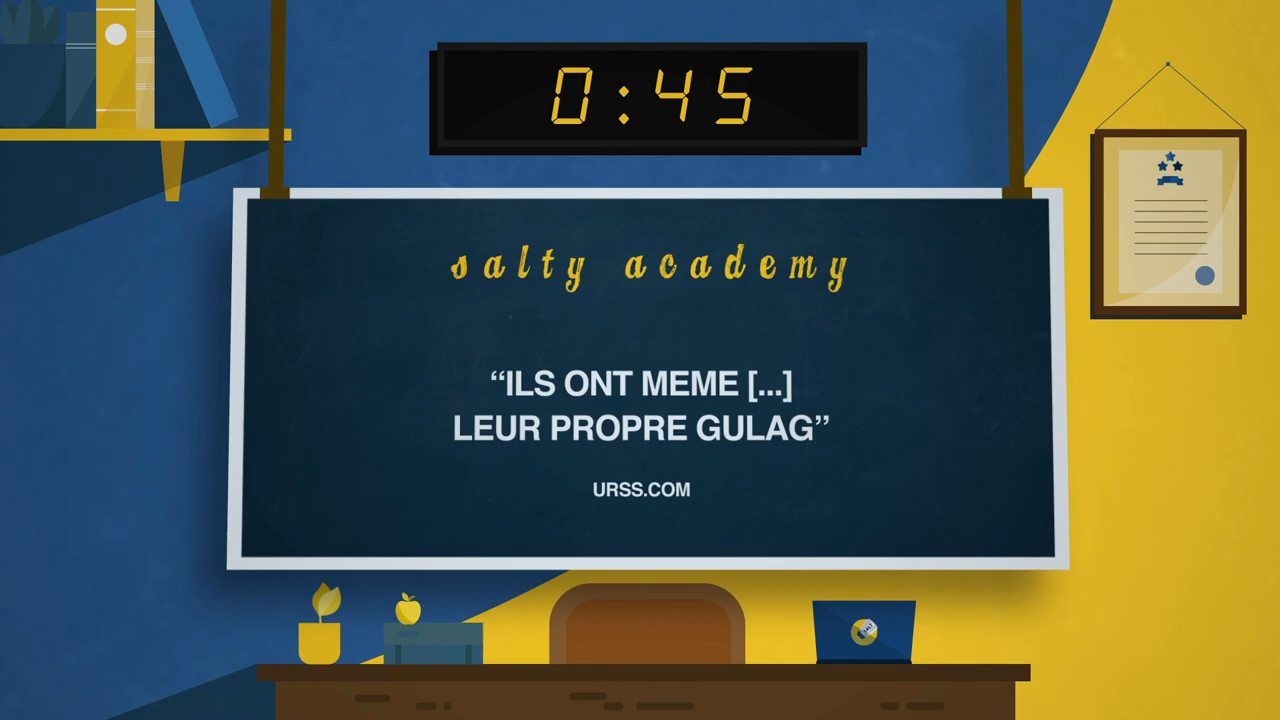 0:45
salty academy
“ILS ONT MEME [...]
LEUR PROPRE GULAG”
URSS.COM